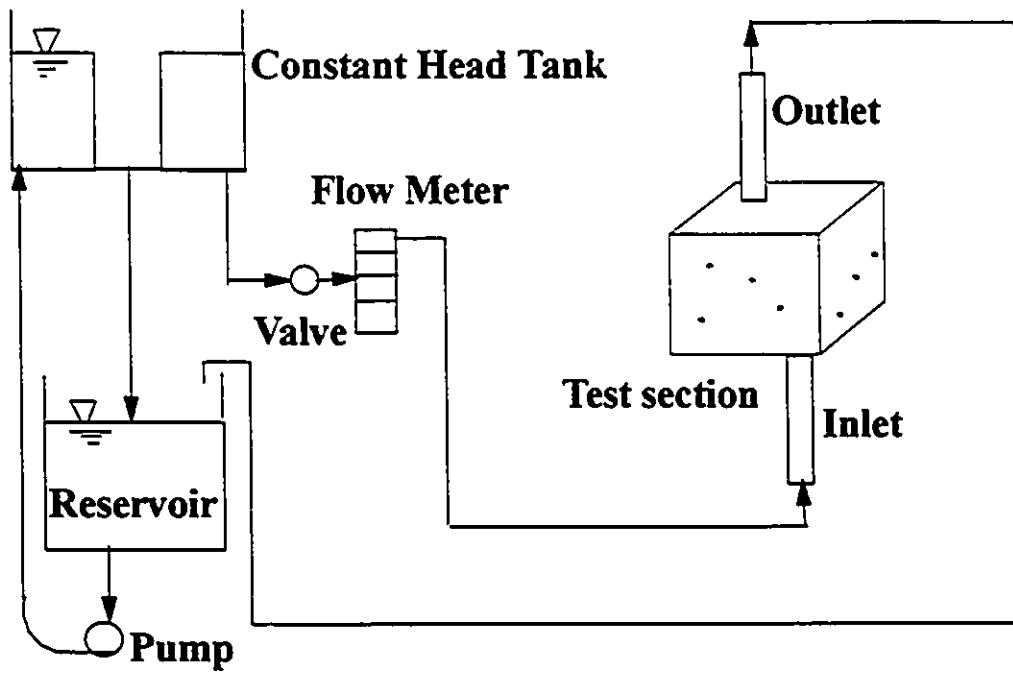 Constant Head Tank
Outlet
Flow Meter
Valve
Test section
Inlet
Reservoir
Pump